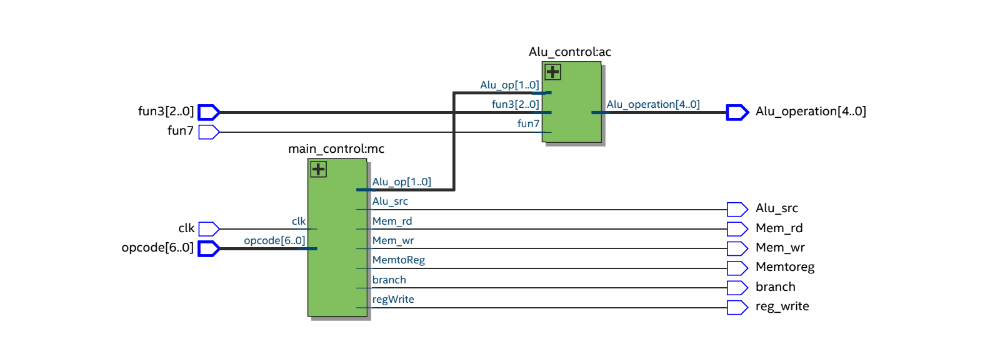 Alu_control:ac
Alu_op[1..0]
fun3[2..0] fun3[2..0] Alu_operation[4..0] Alu_operation[4..0]
fun7 fun7
main_control:mc
Alu_op[1..0]
Alu_src Alu_src
clk clk Mem_rd Mem_rd
opcode[6..0] opcode[6..0] Mem_wr Mem_wr
MemtoReg Memtoreg
branch branch
regWrite reg_write